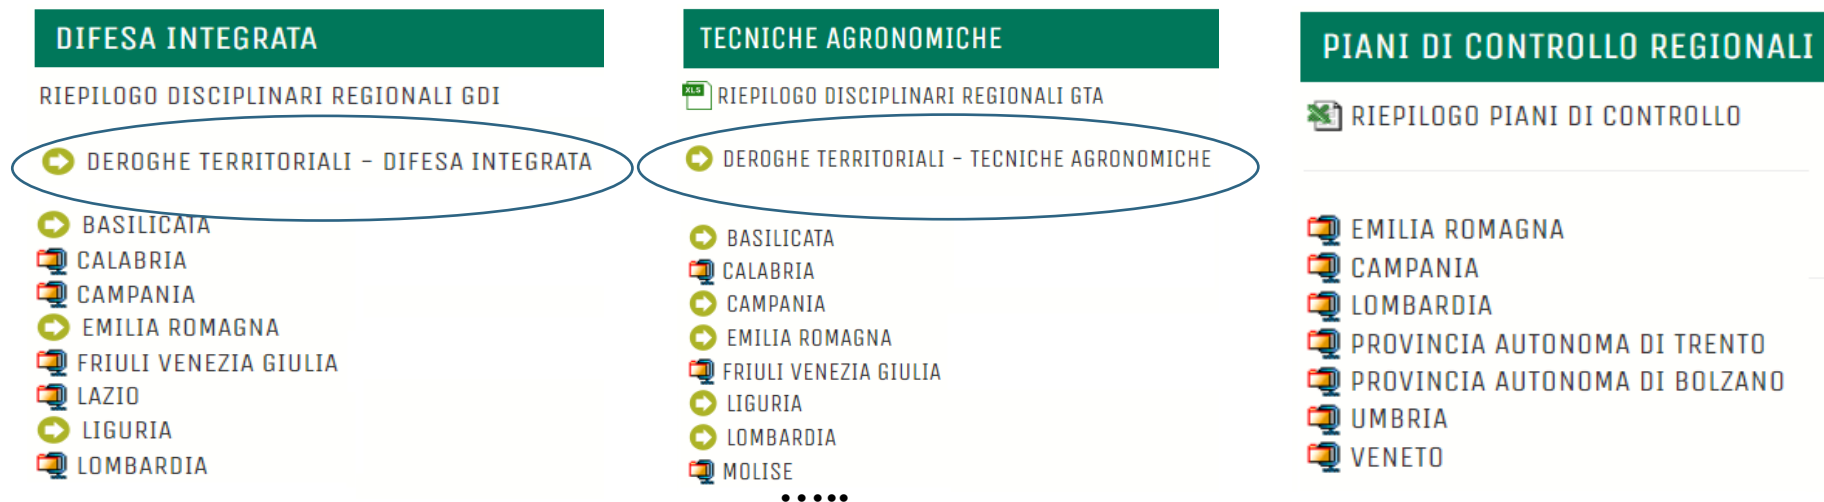 DIFESA INTEGRATA
RIEPILOGO DISCIPLINARI REGIONALI GDI
DEROGHE TERRITORIALI – DIFESA INTEGRATA
BASILICATA
CALABRIA
CAMPANIA
EMILIA ROMAGNA
FRIULI VENEZIA GIULIA
LAZIO
LIGURIA
LOMBARDIA
TECNICHE AGRONOMICHE
XLS RIEPILOGO DISCIPLINARI REGIONALI GTA
DEROGHE TERRITORIALI – TECNICHE AGRONOMICHE
BASILICATA
CALABRIA
CAMPANIA
EMILIA ROMAGNA
FRIULI VENEZIA GIULIA
LIGURIA
LOMBARDIA
MOLISE
.....
PIANI DI CONTROLLO REGIONALI
RIEPILOGO PIANI DI CONTROLLO
EMILIA ROMAGNA
CAMPANIA
LOMBARDIA
PROVINCIA AUTONOMA DI TRENTO
PROVINCIA AUTONOMA DI BOLZANO
UMBRIA
VENETO